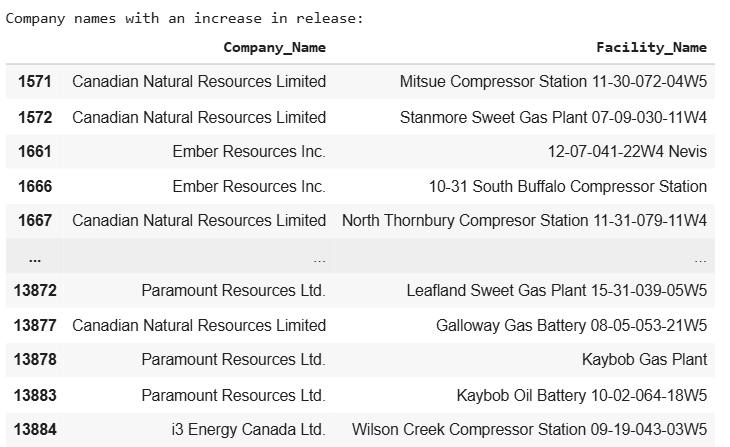 Company names with an increase in release:
Company_Name Facility_Name
1571 Canadian Natural Resources Limited Mitsue Compressor Station 11-30-072-04W5
1572 Canadian Natural Resources Limited Stanmore Sweet Gas Plant 07-09-030-11W4
1661 Ember Resources Inc. 12-07-041-22W4 Nevis
1666 Ember Resources Inc. 10-31 South Buffalo Compressor Station
1667 Canadian Natural Resources Limited North Thornbury Compresor Station 11-31-079-11W4
... ... ...
13872 Paramount Resources Ltd. Leafland Sweet Gas Plant 15-31-039-05W5
13877 Canadian Natural Resources Limited Galloway Gas Battery 08-05-053-21W5
13878 Paramount Resources Ltd. Kaybob Gas Plant
13883 Paramount Resources Ltd. Kaybob Oil Battery 10-02-064-18W5
13884 i3 Energy Canada Ltd. Wilson Creek Compressor Station 09-19-043-03W5